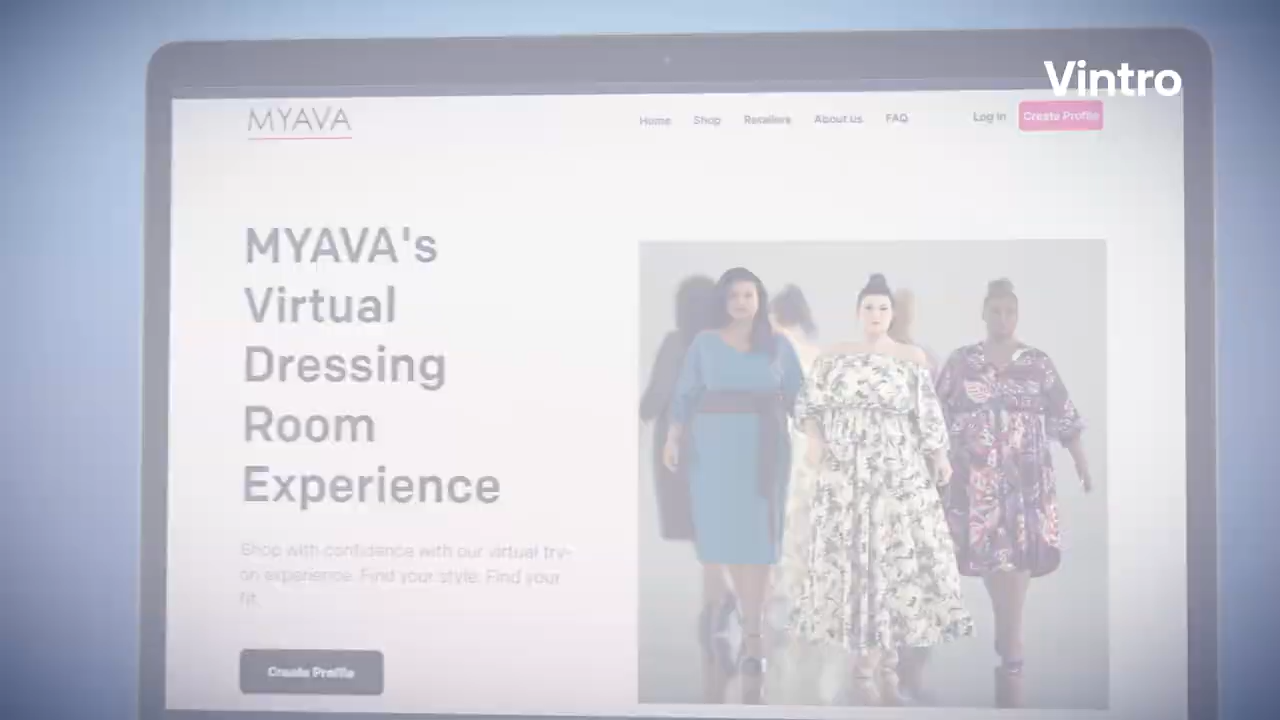 Vintro
MYAVA
Home Shop Retailers About us FAQ Log In Create Profile
MYAVA's
Virtual
Dressing
Room
Experience
Shop with confidence with our virtual try-
on experience. Find your style. Find your
fit.
Create Profile